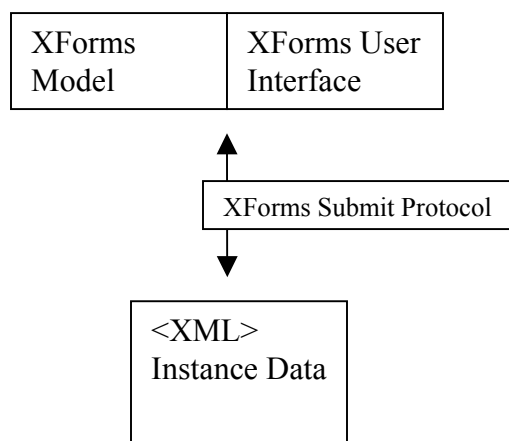 XForms
Model
XForms User
Interface
XForms Submit Protocol
<XML>
Instance Data